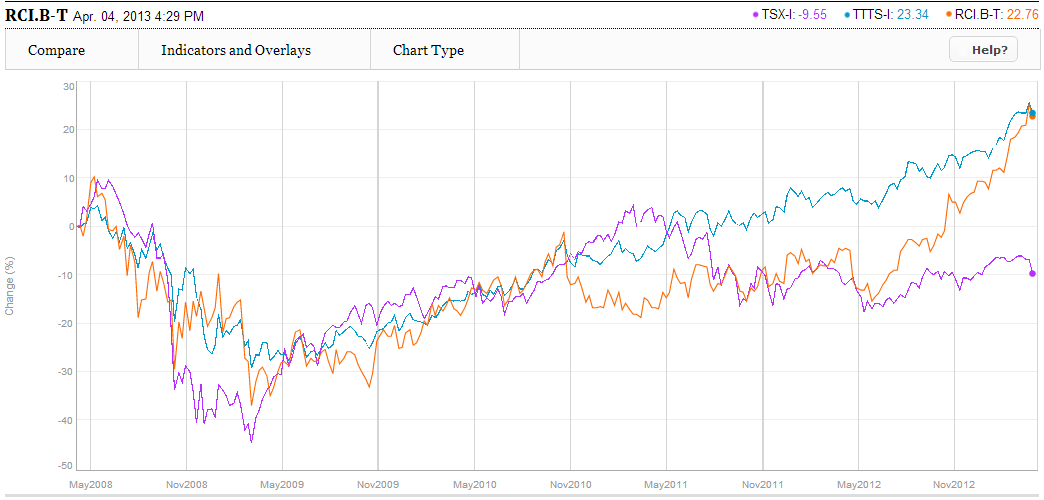 RCI.B-T Apr. 04, 2013 4:29 PM TSX-I: -9.55 TTTS-I: 23.34 RCI.B-T: 22.76
Compare Indicators and Overlays Chart Type Help?
Change (%)
30
20
10
0
-10
-20
-30
-40
-50
May2008 Nov2008 May2009 Nov2009 May2010 Nov2010 May2011 Nov2011 May2012 Nov2012